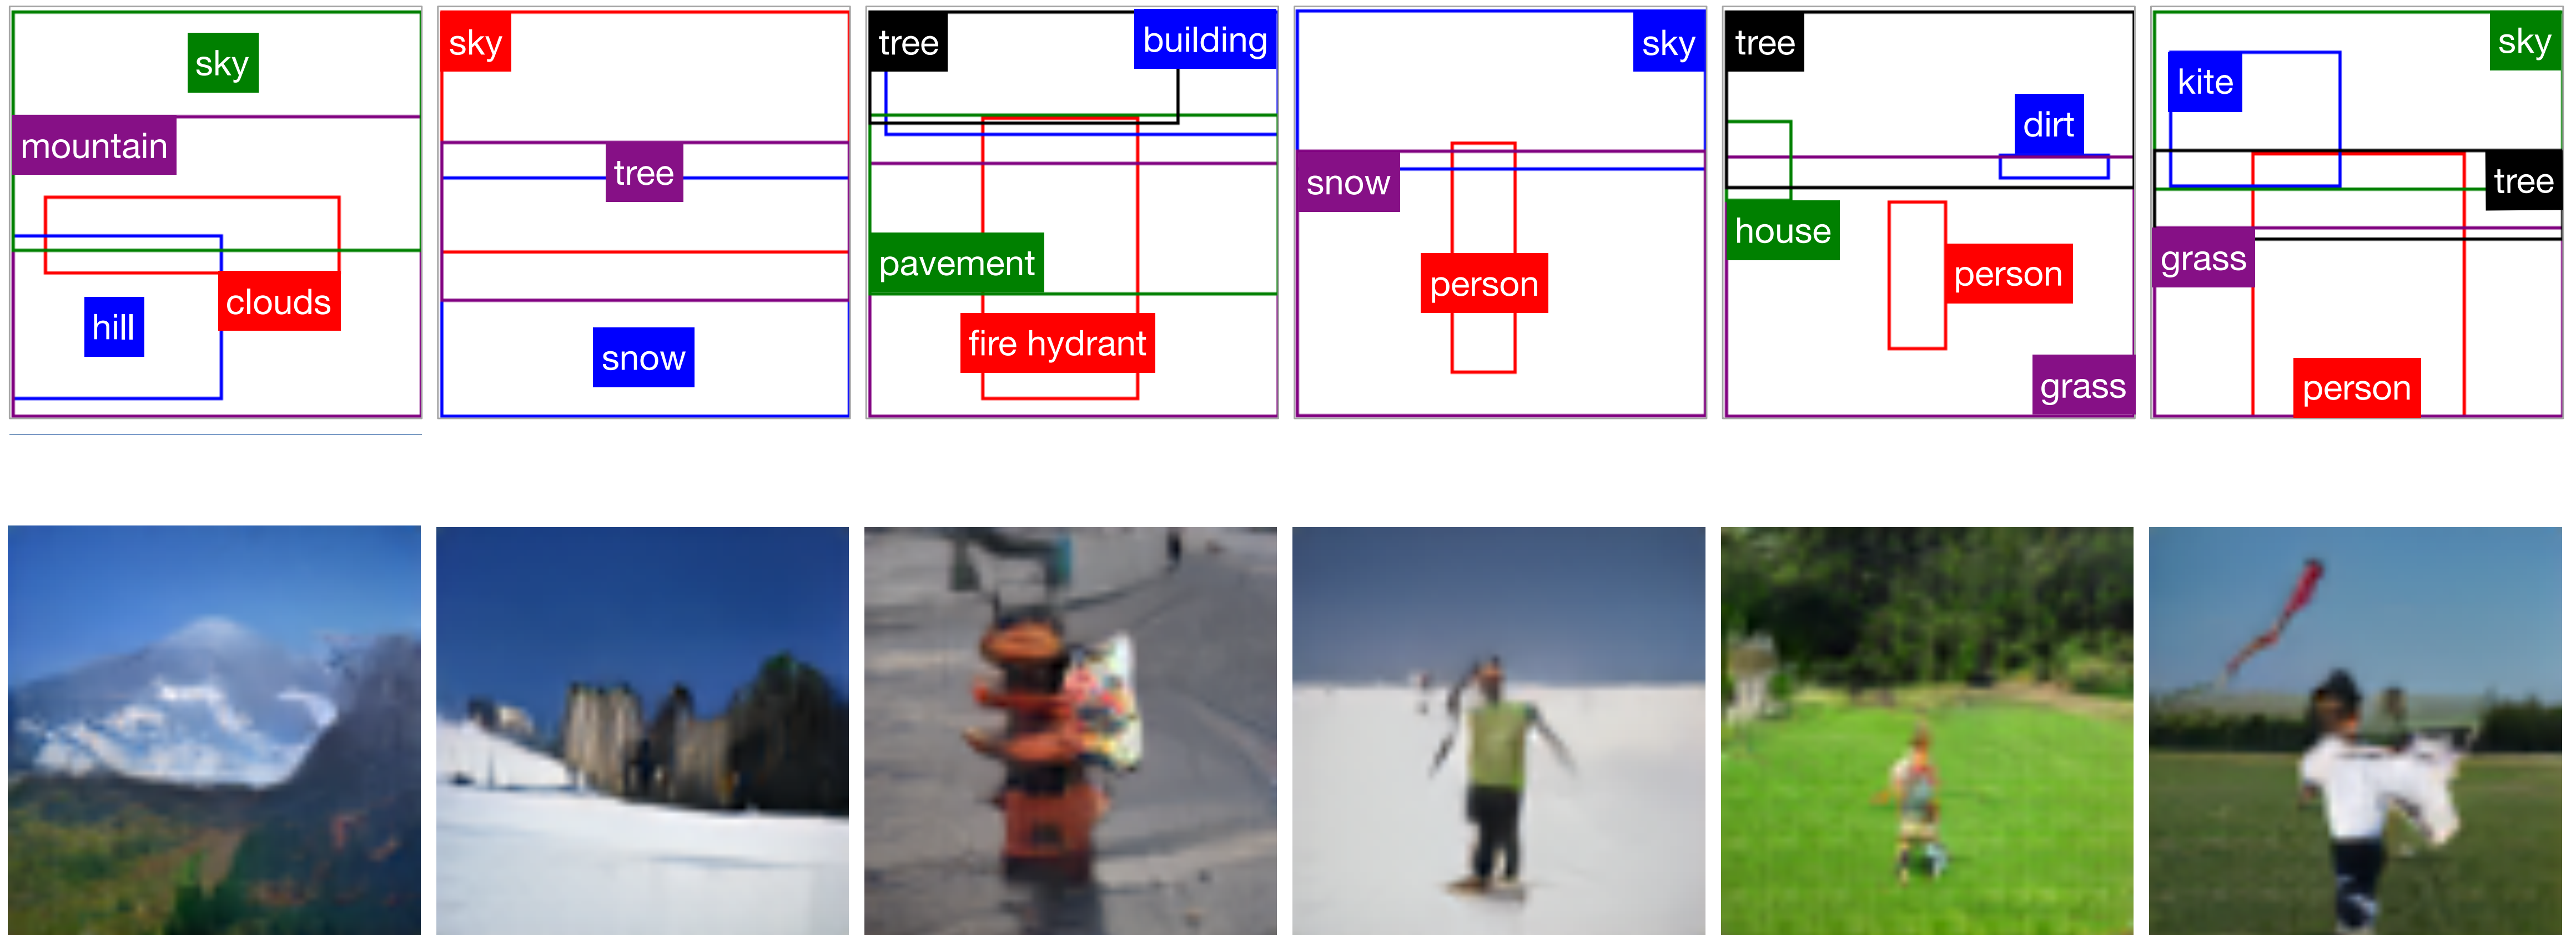 sky
mountain
clouds
hill
sky
tree
snow
tree
building
pavement
fire hydrant
sky
snow
person
tree
dirt
house
person
grass
sky
kite
tree
grass
person